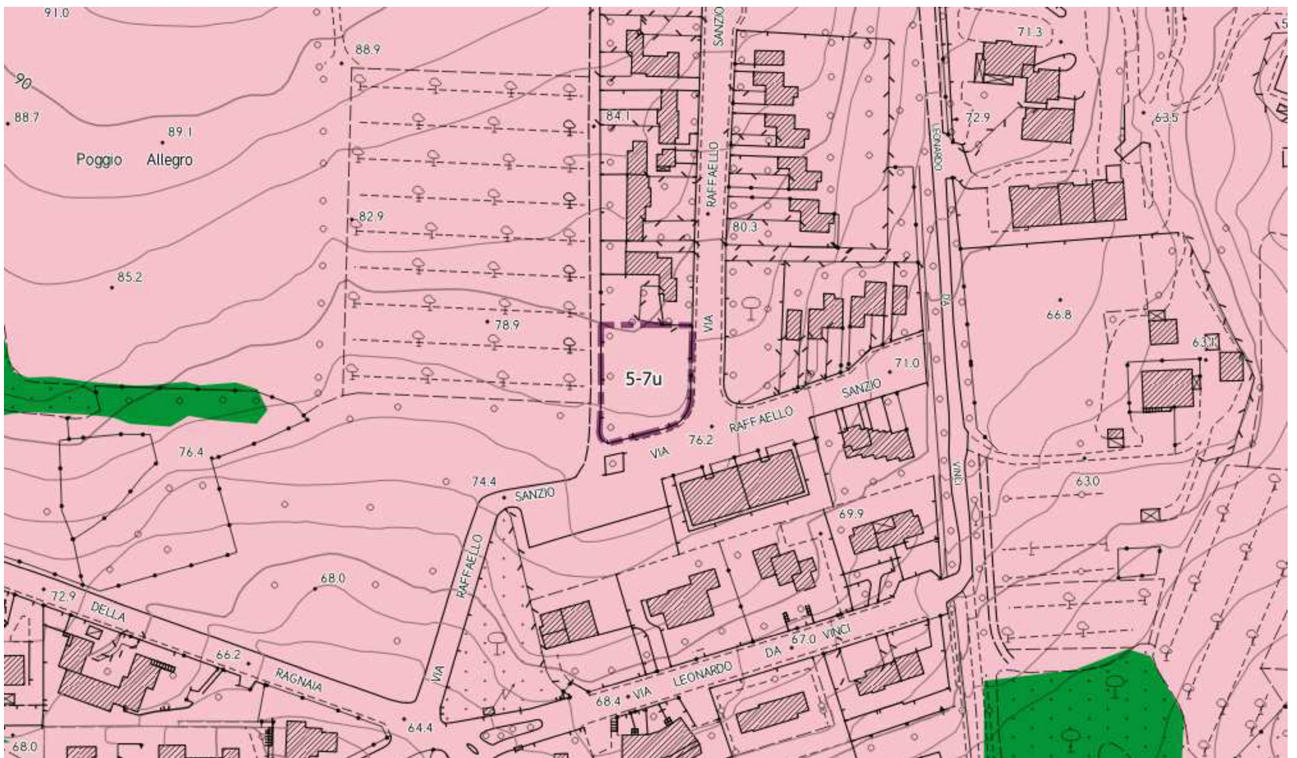 91.0
SANZIO
71.3
88.9
90
88.7
84.1
72.9
63.5
89.1
LEONARDO
Poggio Allegro
RAFFAELLO
82.9
80.3
85.2
DA
66.8
78.9
VIA
5-7u
71.0
SANZIO
RAFFAELLO
76.2
VIA
76.4
VINCI
74.4
SANZIO
63.0
69.9
RAFFAELLO
68.0
72.9
DELLA
VINCI
67.0
DA
66.2
LEONARDO
RAGNAIA
VIA
VIA
68.4
64.4
68.0